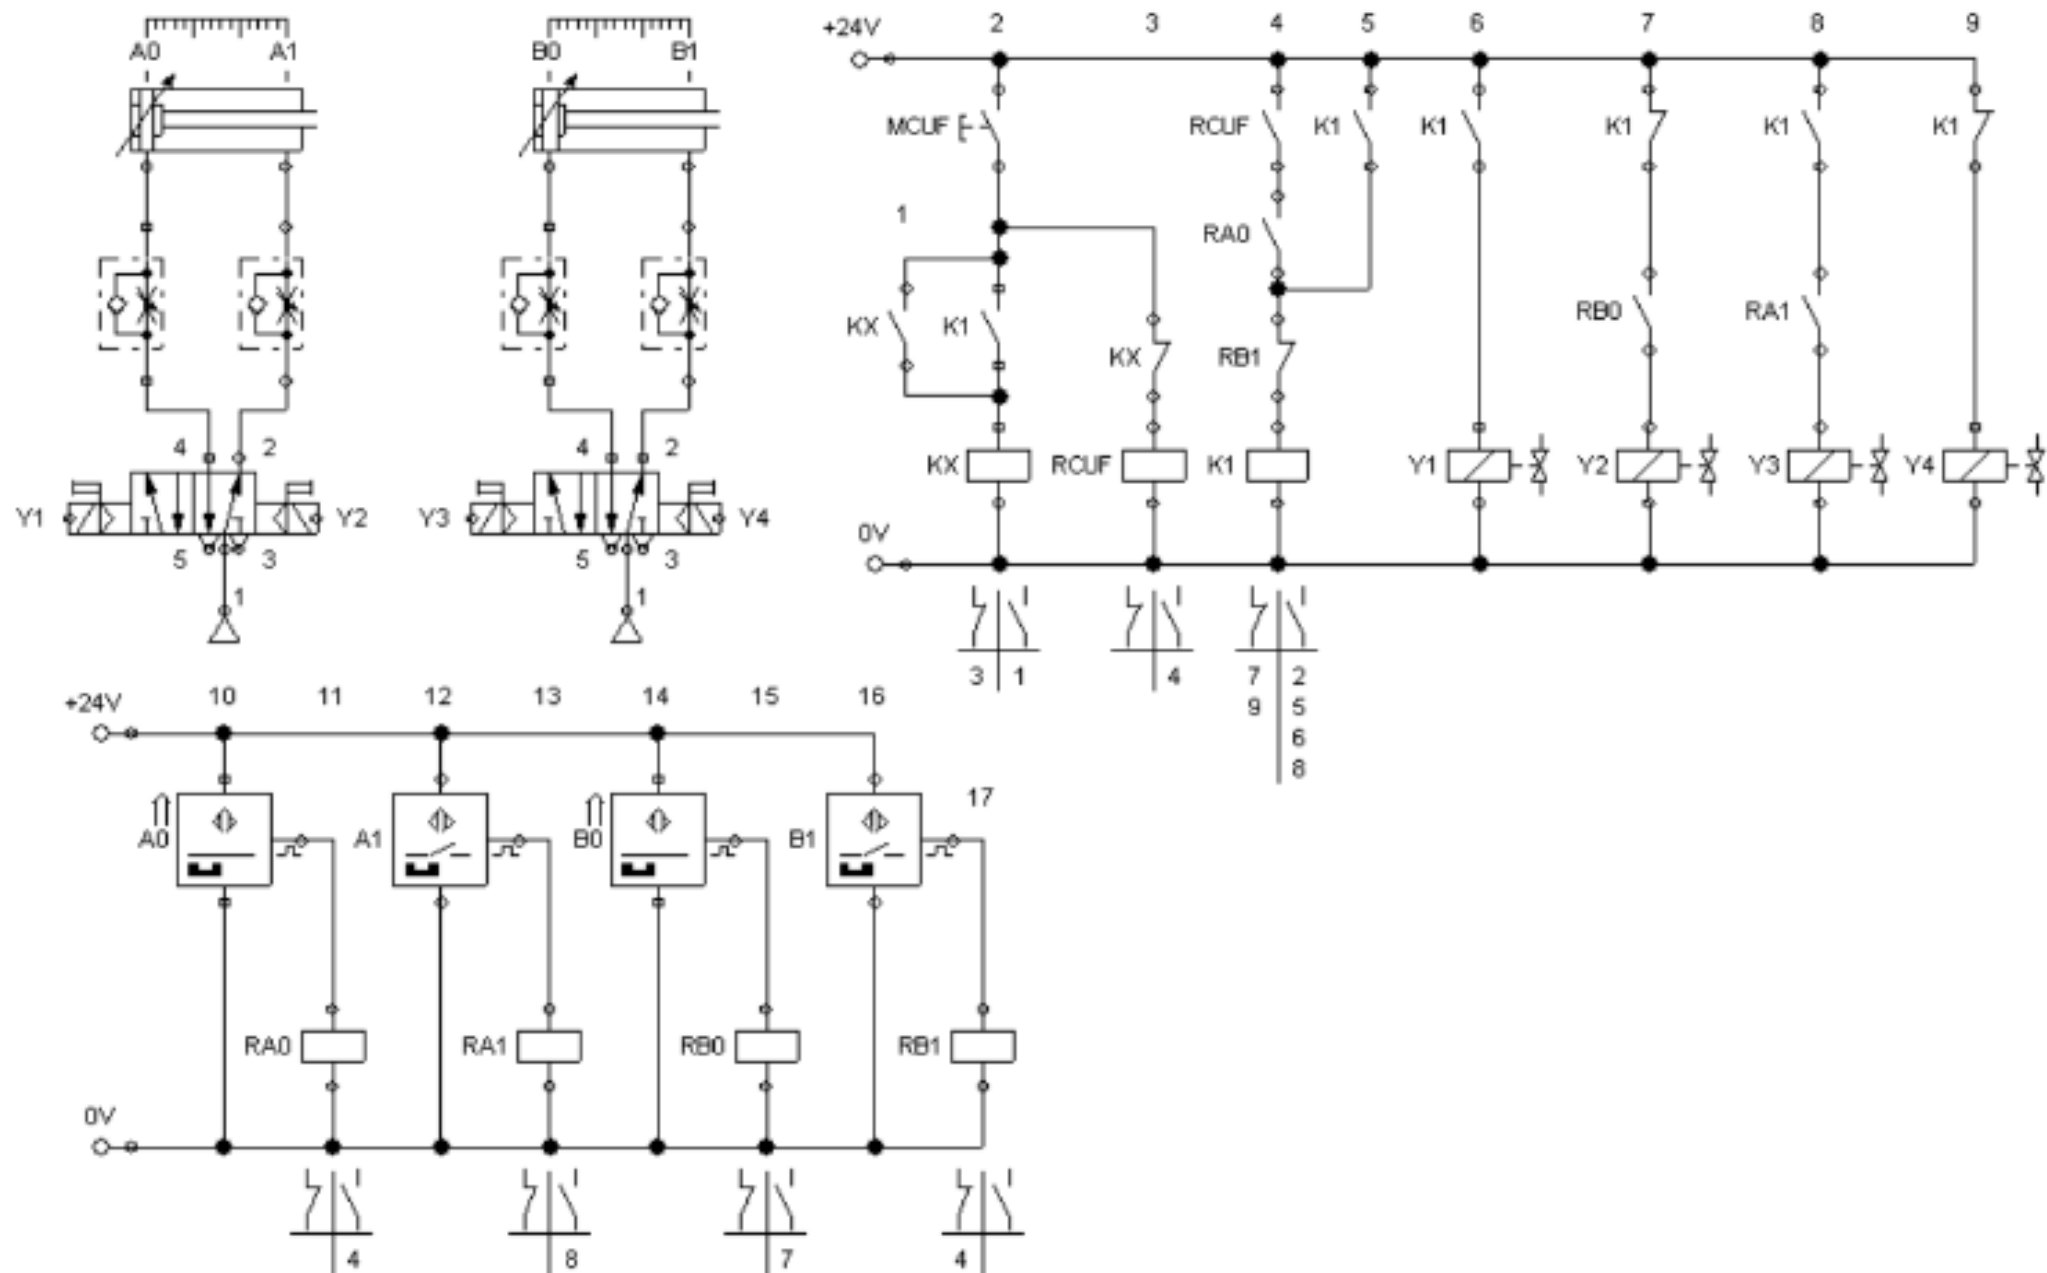 A0 A1 B0 B1
+24V 2 3 4 5 6 7 8 9
MCUF RCUF K1 K1 K1 K1 K1
1 RA0
KX K1 KX RB1 RB0 RA1
4 2 4 2
KX RCUF K1 Y1 Y2 Y3 Y4
Y1 Y2 Y3 Y4
5 3 5 3
0V
1 1
3 1 4 7 2
9 5
6
8
+24V 10 11 12 13 14 15 16
17
A0 A1 B0 B1
RA0 RA1 RB0 RB1
0V
4 8 7 4